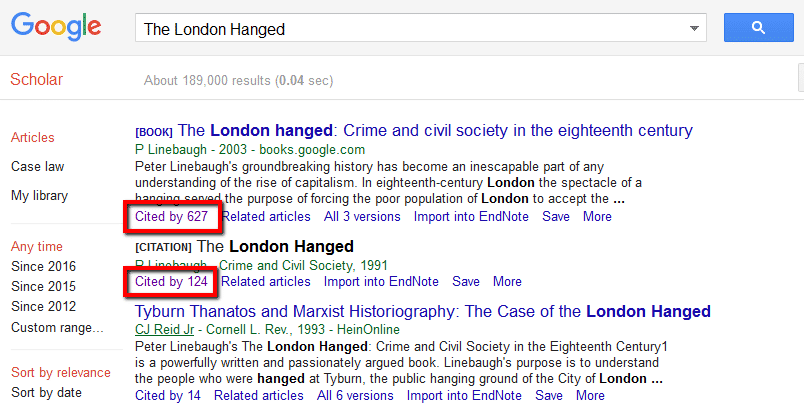 Google
The London Hanged
Scholar
About 189,000 results (0.04 sec)
Articles
Case law
My library
Any time
Since 2016
Since 2015
Since 2012
Custom range...
Sort by relevance
Sort by date
[BOOK] The London hanged: Crime and civil society in the eighteenth century
P Linebaugh - 2003 - books.google.com
Peter Linebaugh's groundbreaking history has become an inescapable part of any
understanding of the rise of capitalism. In eighteenth-century London the spectacle of a
hanging served the purpose of forcing the poor population of London to accept the ...
Cited by 627 Related articles All 3 versions Import into EndNote Save More
[CITATION] The London Hanged
P Linebaugh - Crime and Civil Society, 1991
Cited by 124 Related articles Import into EndNote Save More
Tyburn Thanatos and Marxist Historiography: The Case of the London Hanged
CJ Reid Jr - Cornell L. Rev., 1993 - HeinOnline
Peter Linebaugh's The London Hanged: Crime and Civil Society in the Eighteenth Century1
is a powerfully written and passionately argued book. Linebaugh's purpose is to understand
the people who were hanged at Tyburn, the public hanging ground of the City of London ...
Cited by 14 Related articles All 6 versions Import into EndNote Save More